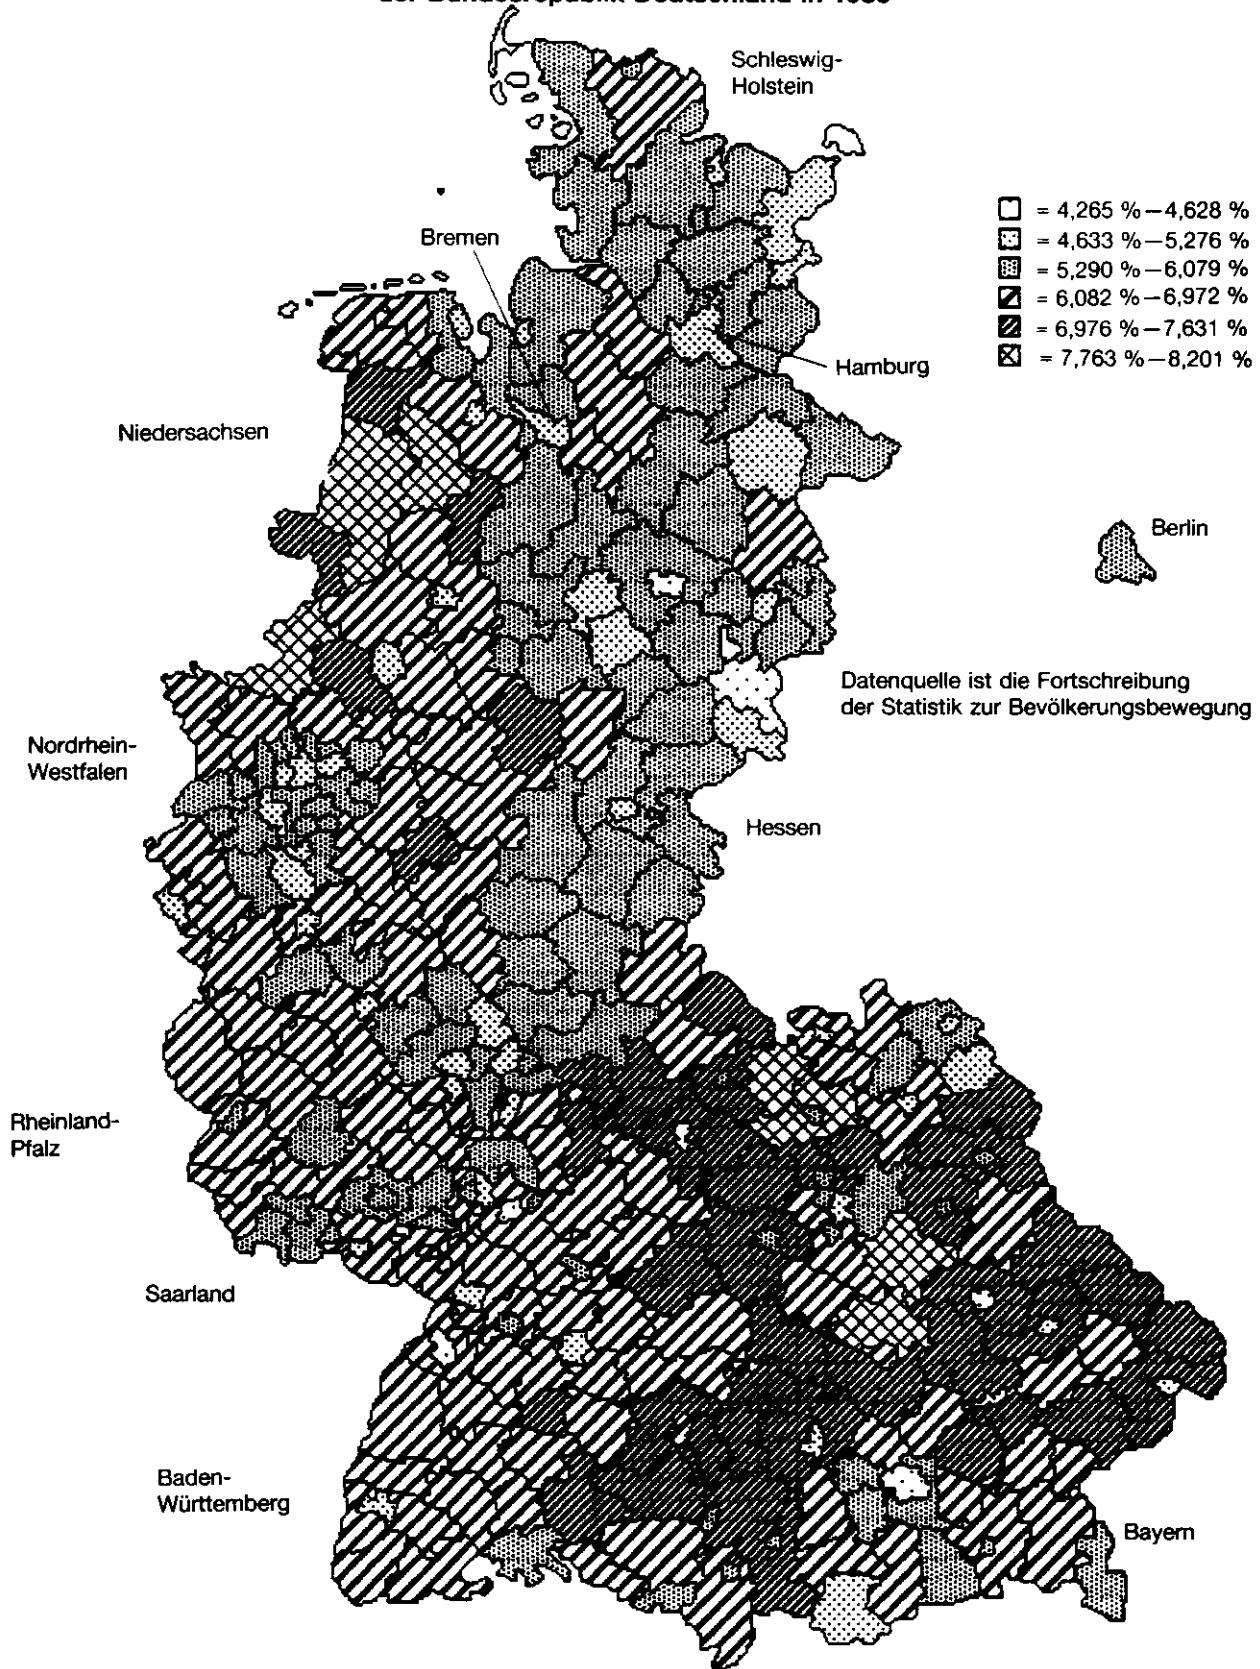 Schleswig-
Holstein
= 4,265 % – 4,628 %
= 4,633 % – 5,276 %
= 5,290 % – 6,079 %
= 6,082 % – 6,972 %
= 6,976 % – 7,631 %
= 7,763 % – 8,201 %
Bremen
Hamburg
Niedersachsen
Berlin
Datenquelle ist die Fortschreibung
der Statistik zur Bevölkerungsbewegung
Nordrhein-
Westfalen
Hessen
Rheinland-
Pfalz
Saarland
Baden-
Württemberg
Bayern